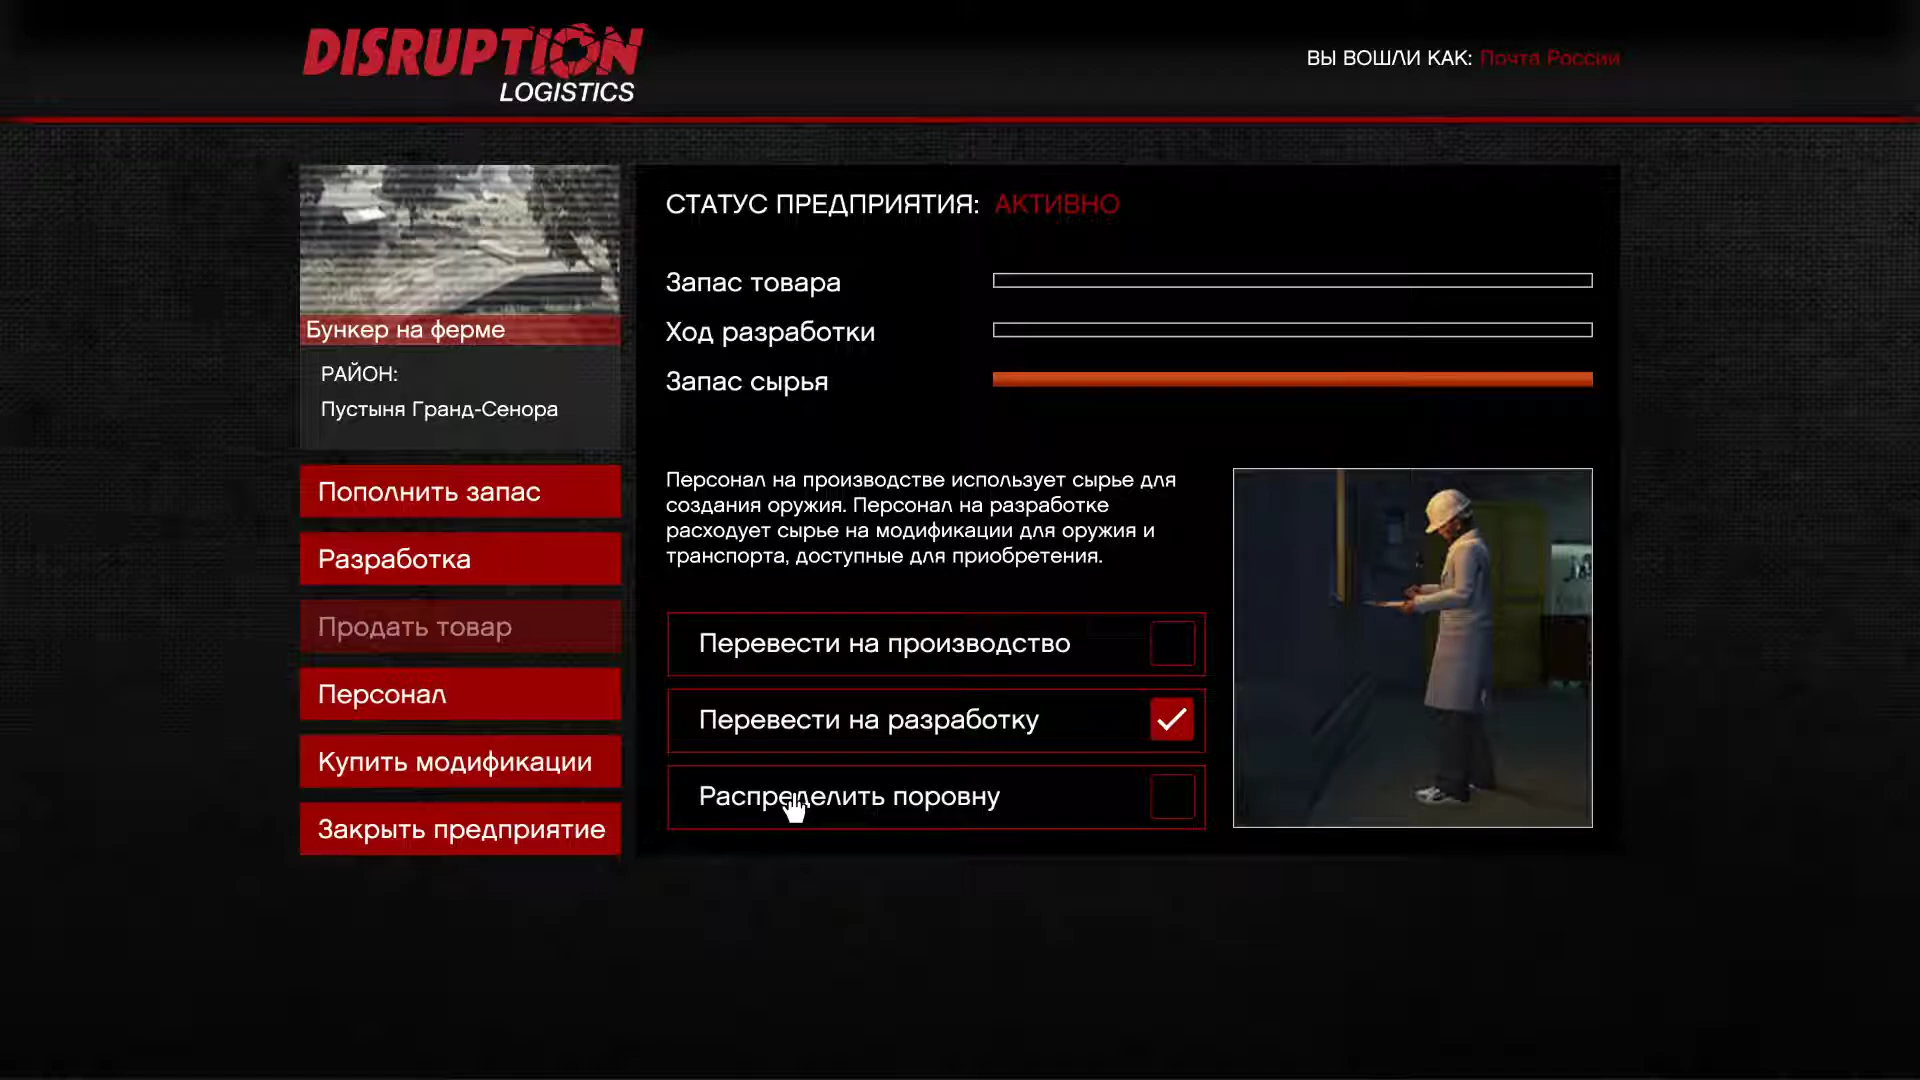 DISRUPTION
LOGISTICS
ВЫ ВОШЛИ КАК: Почта России
Бункер на ферме
РАЙОН:
Пустыня Гранд-Сенора
Пополнить запас
Разработка
Продать товар
Персонал
Купить модификации
Закрыть предприятие
СТАТУС ПРЕДПРИЯТИЯ: АКТИВНО
Запас товара
Ход разработки
Запас сырья
Персонал на производстве использует сырье для
создания оружия. Персонал на разработке
расходует сырье на модификации для оружия и
транспорта, доступные для приобретения.
Перевести на производство
Перевести на разработку
Распределить поровну